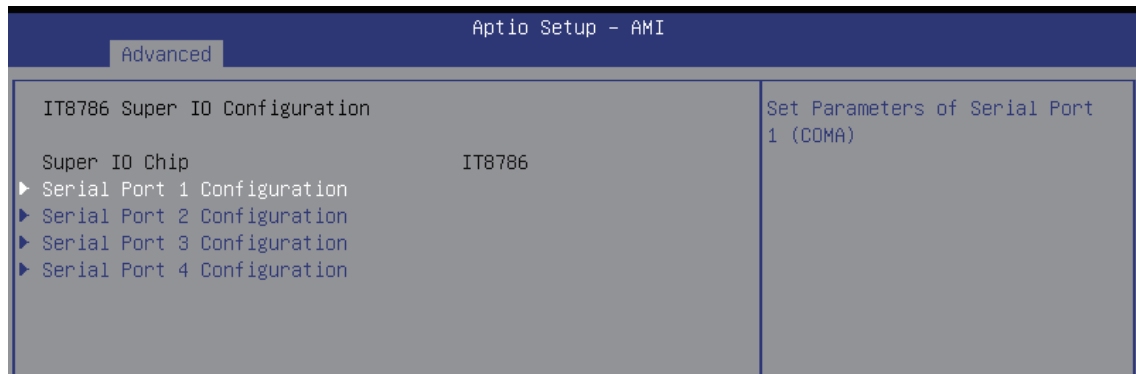 Aptio Setup – AMI
Advanced
IT8786 Super IO Configuration
Super IO Chip IT8786
Serial Port 1 Configuration
Serial Port 2 Configuration
Serial Port 3 Configuration
Serial Port 4 Configuration
Set Parameters of Serial Port
1 (COMA)